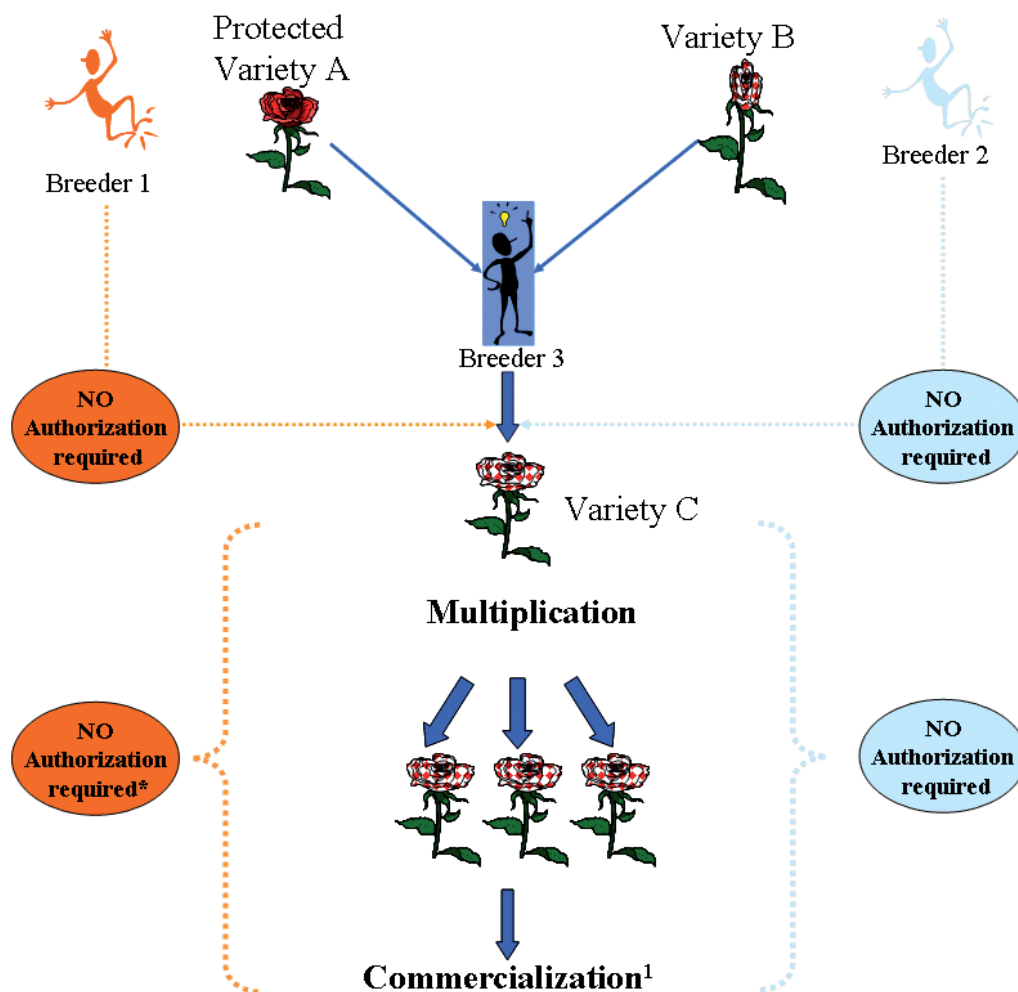 Protected
Variety A
Variety B
Breeder 1
Breeder 2
Breeder 3
NO
Authorization
required
NO
Authorization
required
Variety C
Multiplication
NO
Authorization
required*
NO
Authorization
required
Commercialization¹